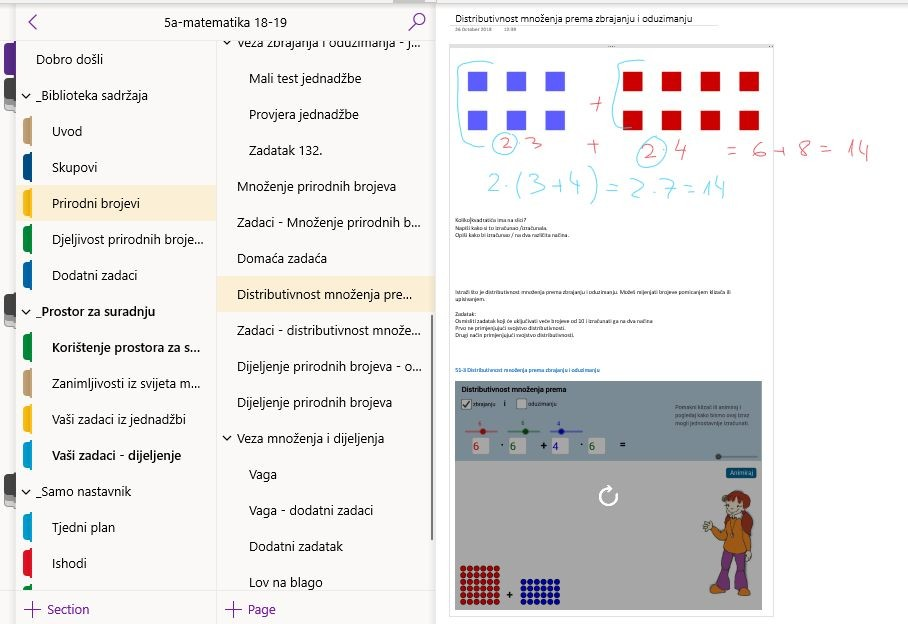 5a-matematika 18-19
Dobro došli
_Biblioteka sadržaja
Uvod
Skupovi
Prirodni brojevi
Djeljivost prirodnih broje...
Dodatni zadaci
_Prostor za suradnju
Korištenje prostora za s...
Zanimljivosti iz svijeta m...
Vaši zadaci iz jednadžbi
Vaši zadaci - dijeljenje
_Samo nastavnik
Tjedni plan
Ishodi
+ Section
Veza zbrajanja i oduzimanja - j...
Mali test jednadžbe
Provjera jednadžbe
Zadatak 132.
Množenje prirodnih brojeva
Zadaci - Množenje prirodnih b...
Domaća zadaća
Distributivnost množenja pre...
Zadaci - distributivnost množe...
Dijeljenje prirodnih brojeva - o...
Dijeljenje prirodnih brojeva
Veza množenja i dijeljenja
Vaga
Vaga - dodatni zadaci
Dodatni zadatak
Lov na blago
+ Page
Distributivnost množenja prema zbrajanju i oduzimanju
26 October 2018 13:59
+
2·3 + 2·4 = 6+8 = 14
2·(3+4) = 2·7 = 14
Koliko kvadratića ima na slici?
Napiši kako si to izračunao /izračunala.
Opiši kako bi izračunao / na dva različita načina.
Istraži što je distributivnost množenja prema zbrajanju i oduzimanju. Možeš mijenjati brojeve pomicanjem klizača ili
upisivanjem.
Zadatak:
Osmisliti zadatak koji će uključivati veće brojeve od 10 i izračunati ga na dva načina
Prvo ne primjenjujući svojstvo distributivnosti.
Drugi način primjenjujući svojstvo distributivnosti.
51-3 Distributivnost množenja prema zbrajanju i oduzimanju
Distributivnost množenja prema
zbrajanju i oduzimanju
Pomakni klizač ili animiraj i
pogledaj kako bismo ovaj izraz
mogli jednostavnije izračunati.
6 6 4
6 · 6 + 4 · 6 =
Animiraj
+